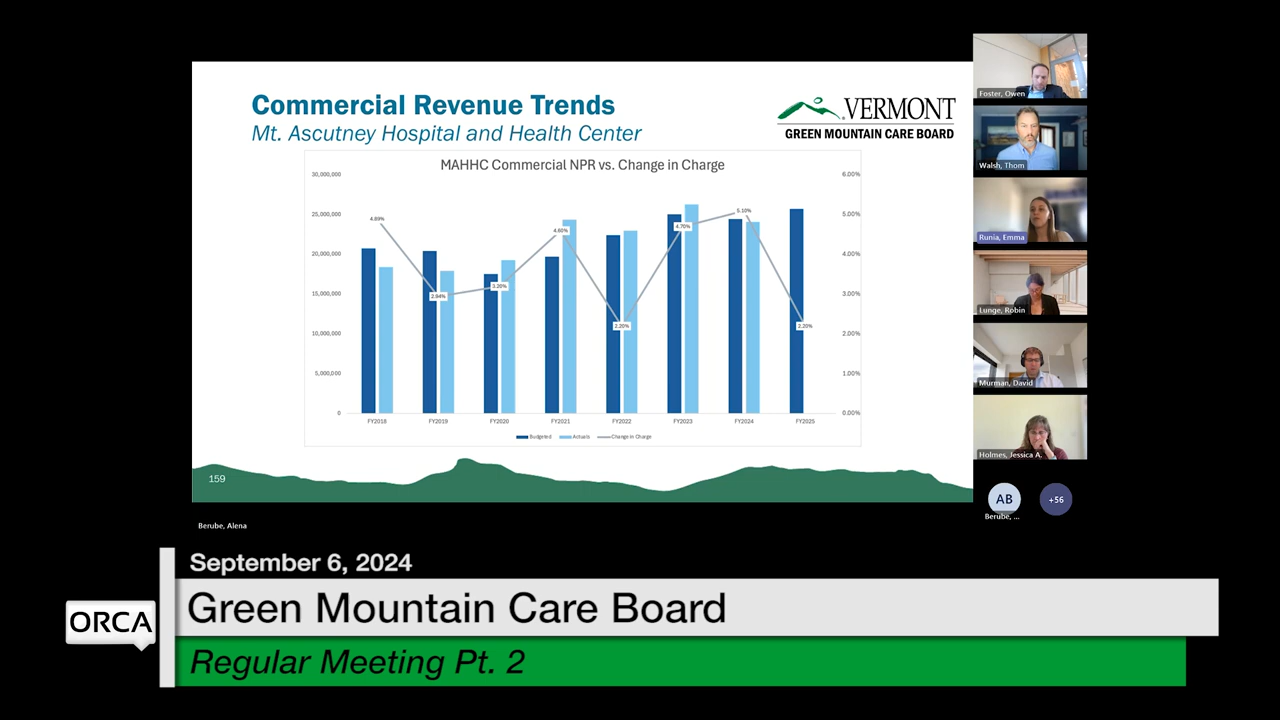 Commercial Revenue Trends
Mt. Ascutney Hospital and Health Center
VERMONT
GREEN MOUNTAIN CARE BOARD
MAHHC Commercial NPR vs. Change in Charge
30,000,000
25,000,000
20,000,000
15,000,000
10,000,000
5,000,000
0
6.00%
5.00%
4.00%
3.00%
2.00%
1.00%
0.00%
4.89%
2.94%
3.20%
4.60%
2.20%
4.70%
5.10%
2.20%
FY2018
FY2019
FY2020
FY2021
FY2022
FY2023
FY2024
FY2025
Budgeted
Actuals
Change in Charge
159
Foster, Owen
Walsh, Thom
Runia, Emma
Lunge, Robin
Murman, David
Holmes, Jessica A.
AB
+56
Berube, ...
Berube, Alena
September 6, 2024
ORCA
Green Mountain Care Board
Regular Meeting Pt. 2